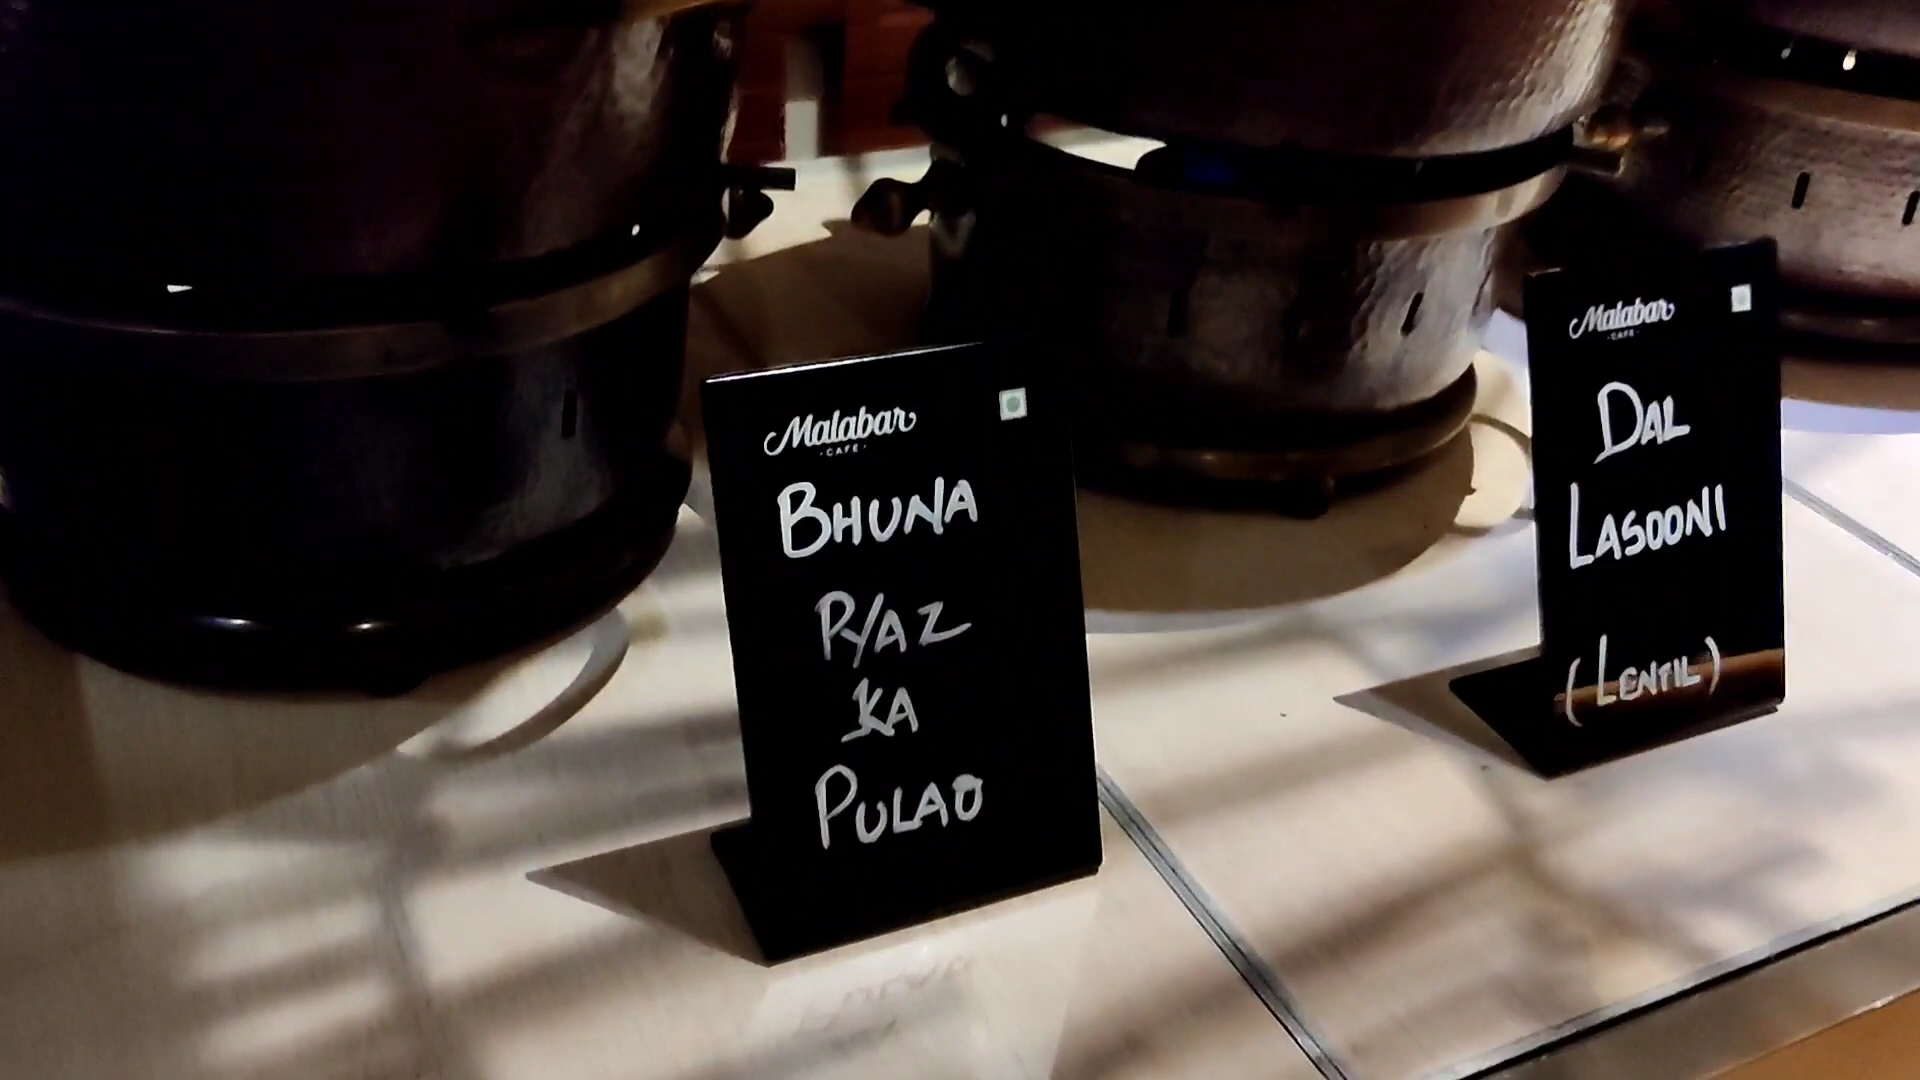 Malabar
· CAFE ·
BHUNA
PYAZ
KA
PULAO
Malabar
· CAFE ·
DAL
LASOONI
(LENTIL)